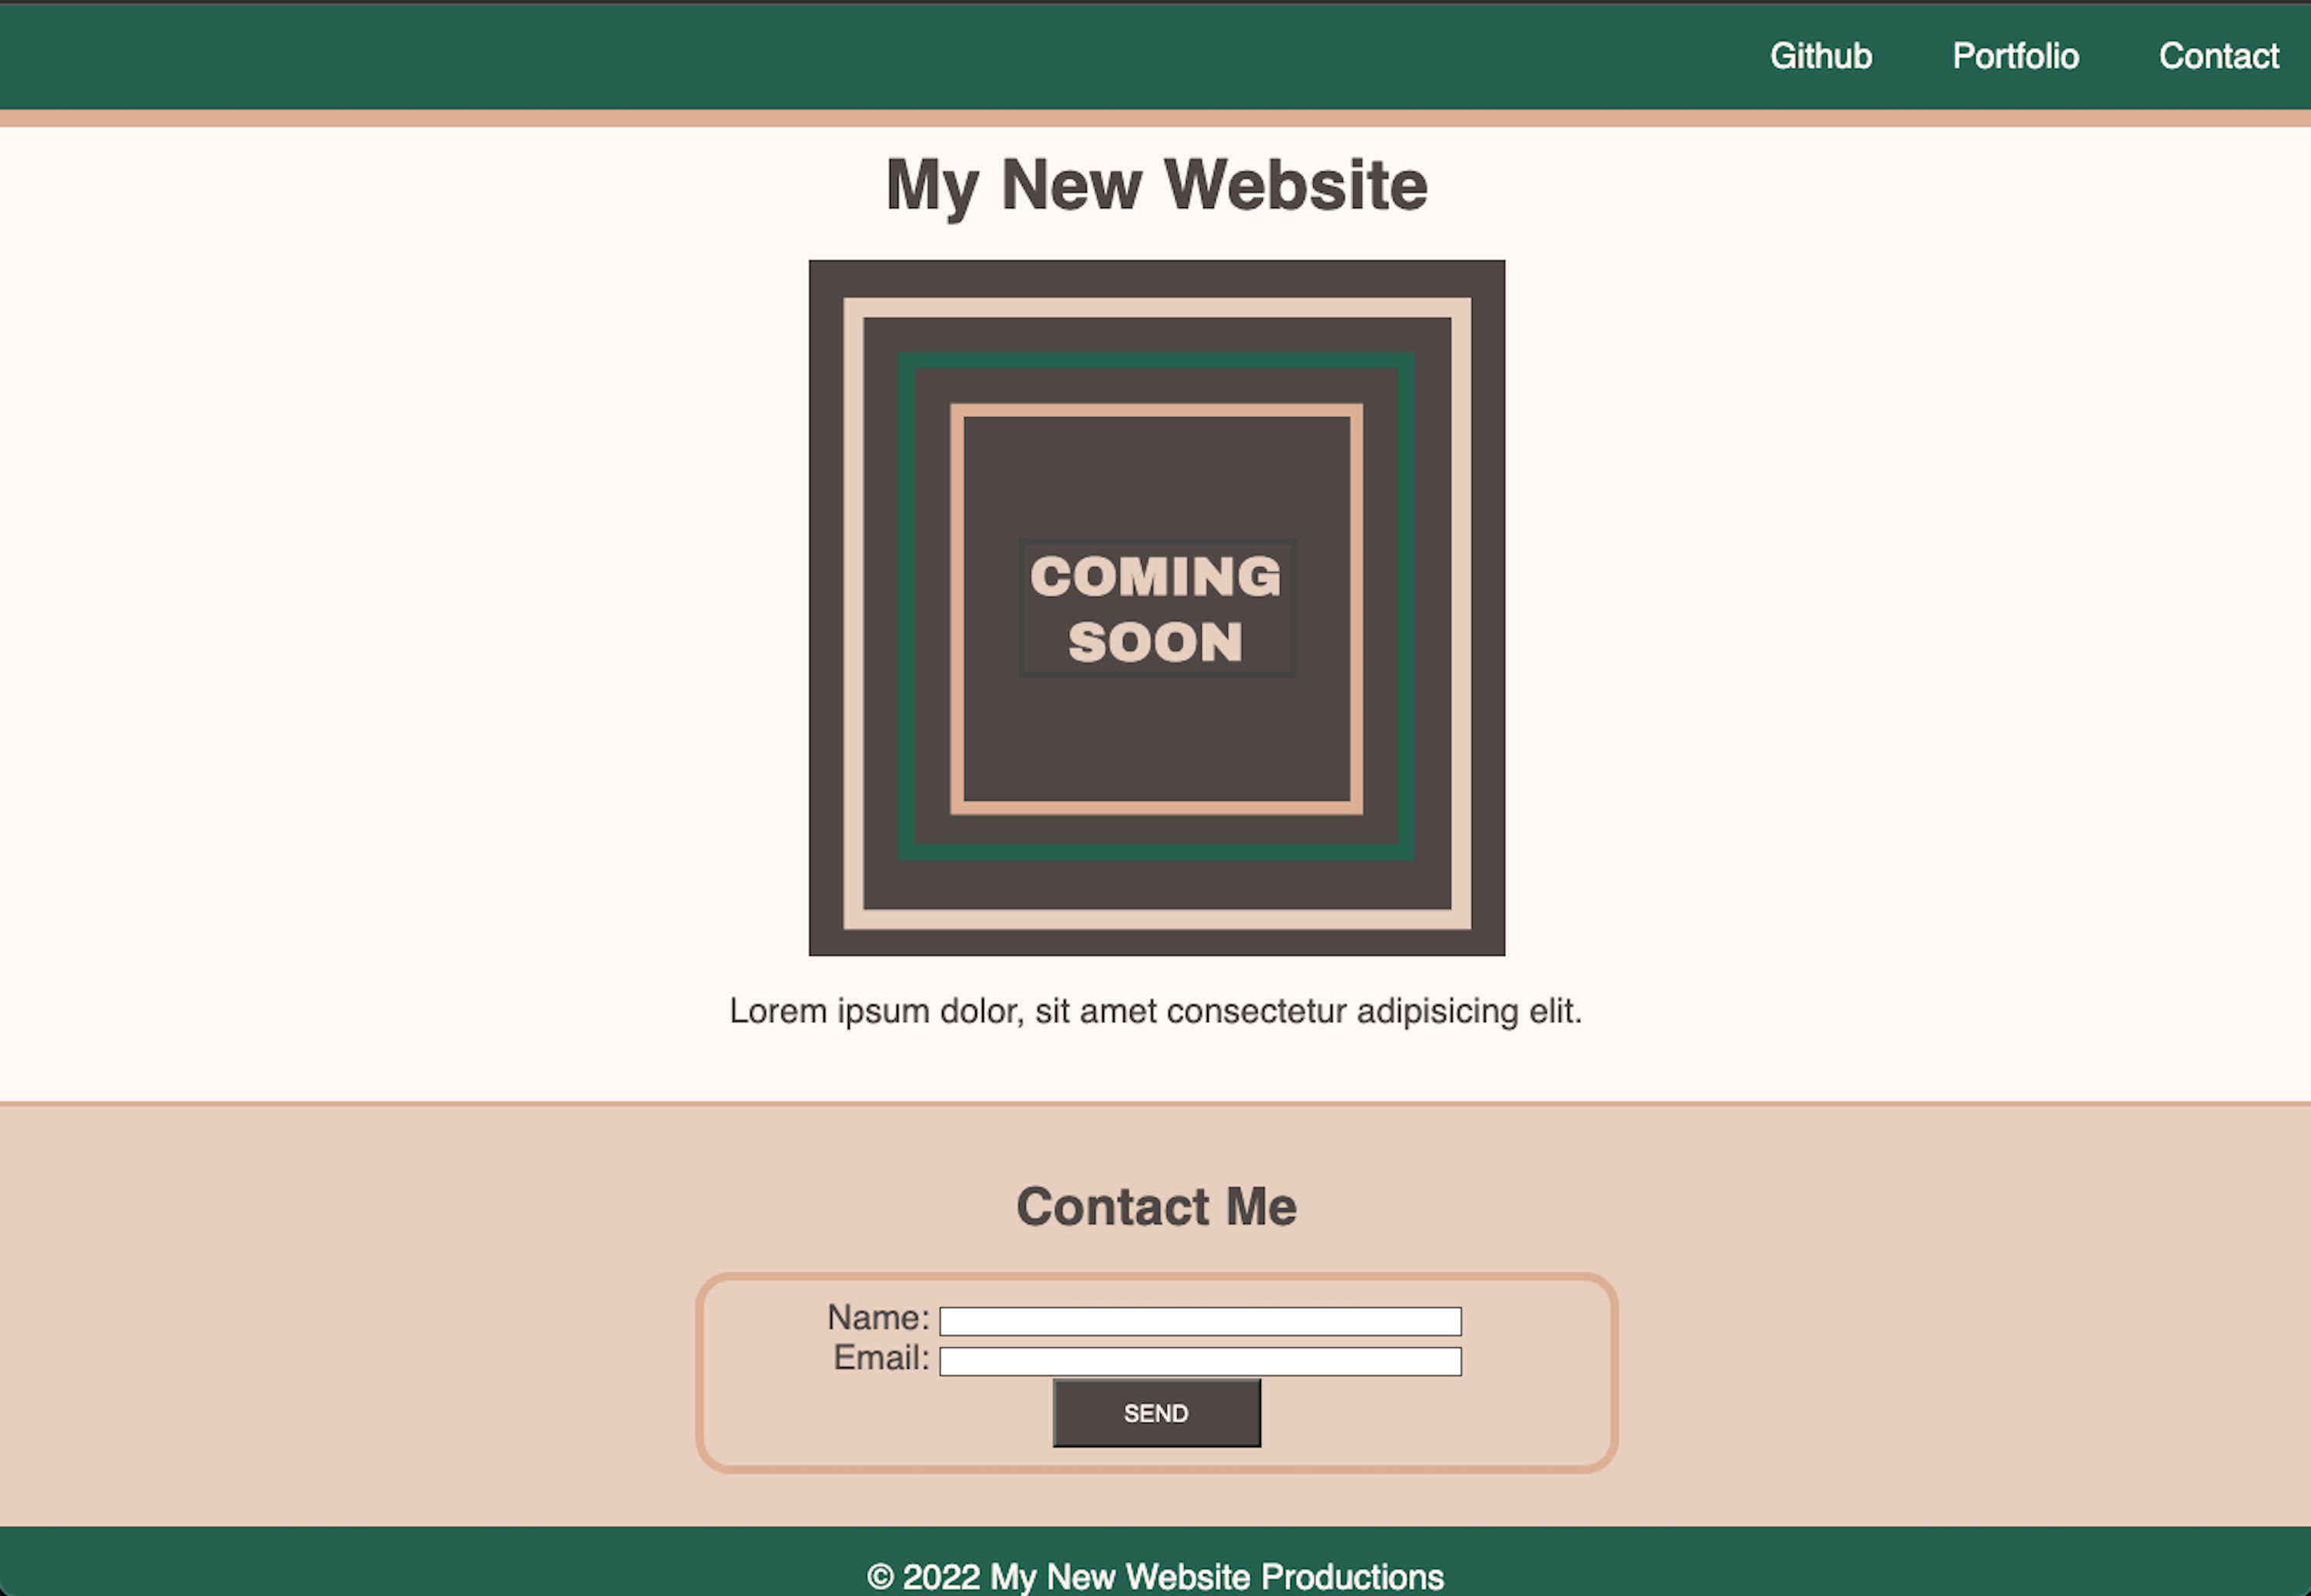 Github Portfolio Contact
My New Website
COMING
SOON
Lorem ipsum dolor, sit amet consectetur adipisicing elit.
Contact Me
Name:
Email:
SEND
© 2022 My New Website Productions